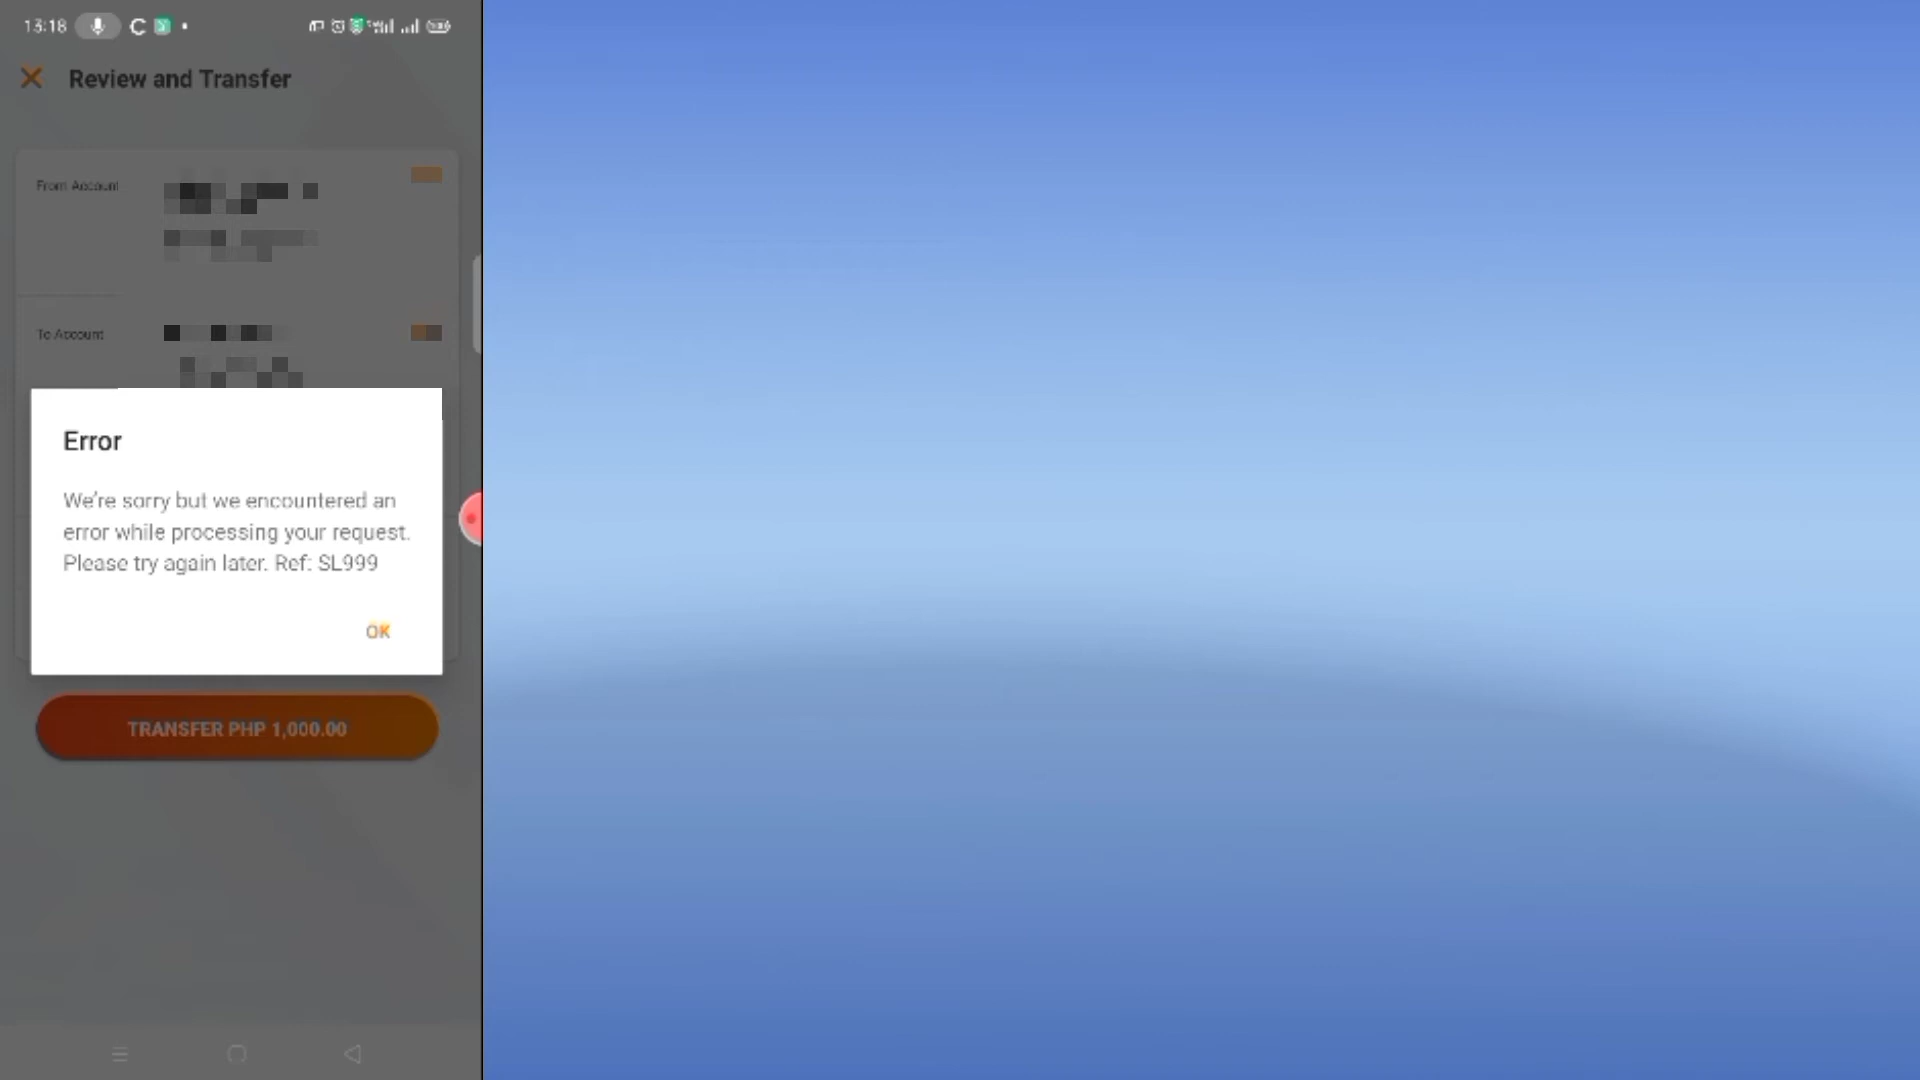 13:18
Review and Transfer
From Account
To Account
Error
We're sorry but we encountered an
error while processing your request.
Please try again later. Ref: SL999
OK
TRANSFER PHP 1,000.00